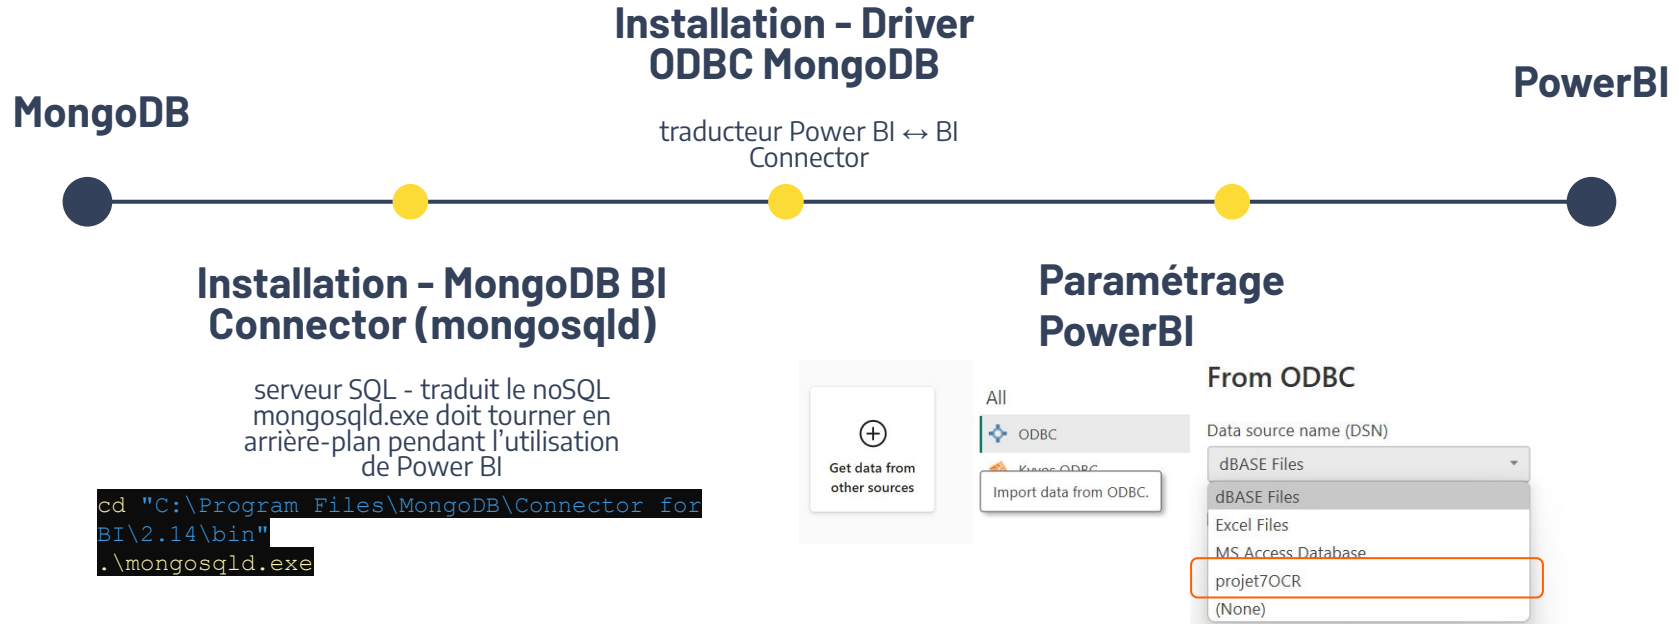 Installation - Driver
ODBC MongoDB
PowerBI
MongoDB
traducteur Power BI ↔ BI
Connector
Installation - MongoDB BI
Connector (mongosqld)
serveur SQL - traduit le noSQL
mongosqld.exe doit tourner en
arrière-plan pendant l'utilisation
de Power BI
cd "C:\Program Files\MongoDB\Connector for
BI\2.14\bin"
.\mongosqld.exe
Paramétrage
PowerBI
Get data from
other sources
All
ODBC
Kyvos ODBC
Import data from ODBC.
From ODBC
Data source name (DSN)
dBASE Files
dBASE Files
Excel Files
MS Access Database
projet7OCR
(None)